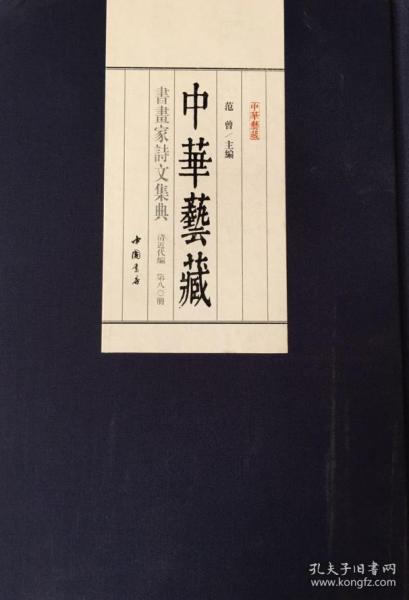 中華藝藏
范曾/主編
中華藝藏
書畫家詩文集典
清近代編 第八〇册
中國書店
孔夫子旧书网
www.kongfz.com